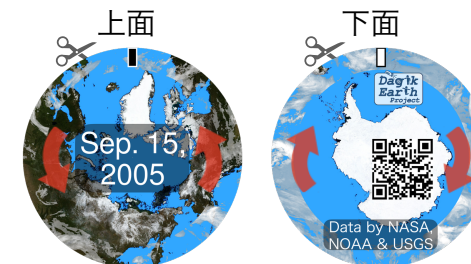 上面
下面
Sep. 15,
2005
Dagik
Earth
Project
Data by NASA,
NOAA & USGS